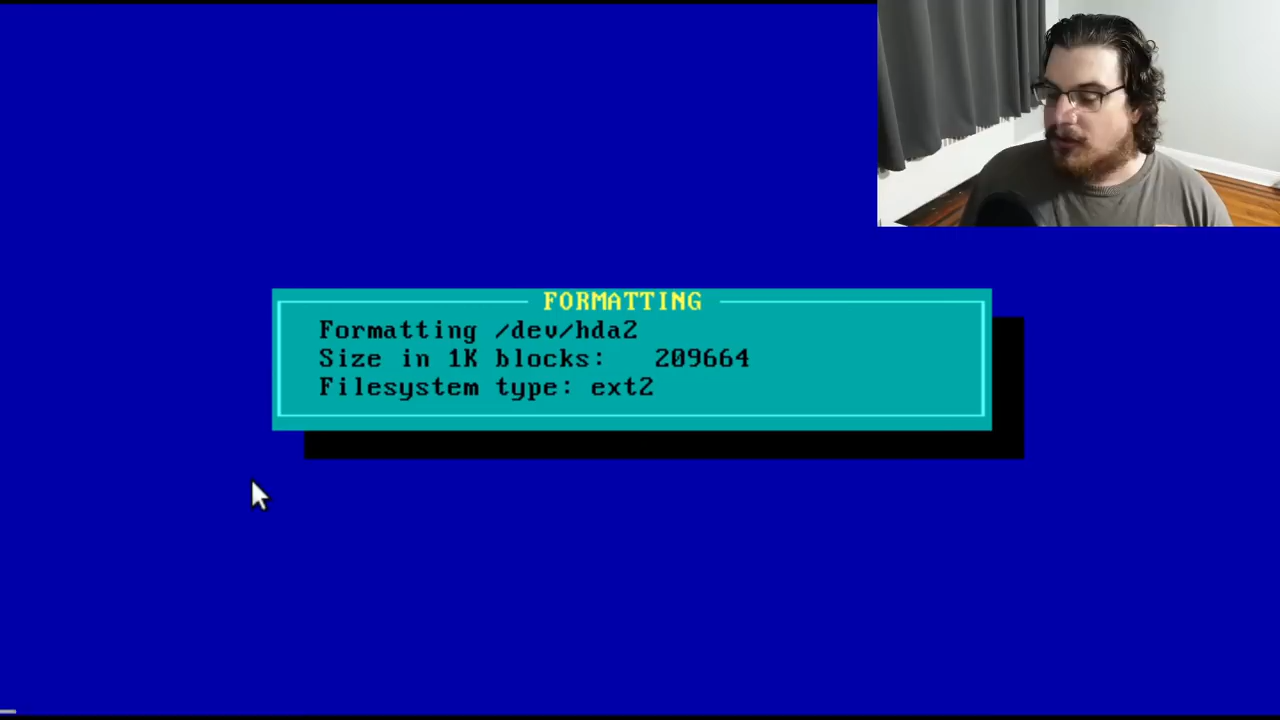 FORMATTING
Formatting /dev/hda2
Size in 1K blocks: 209664
Filesystem type: ext2